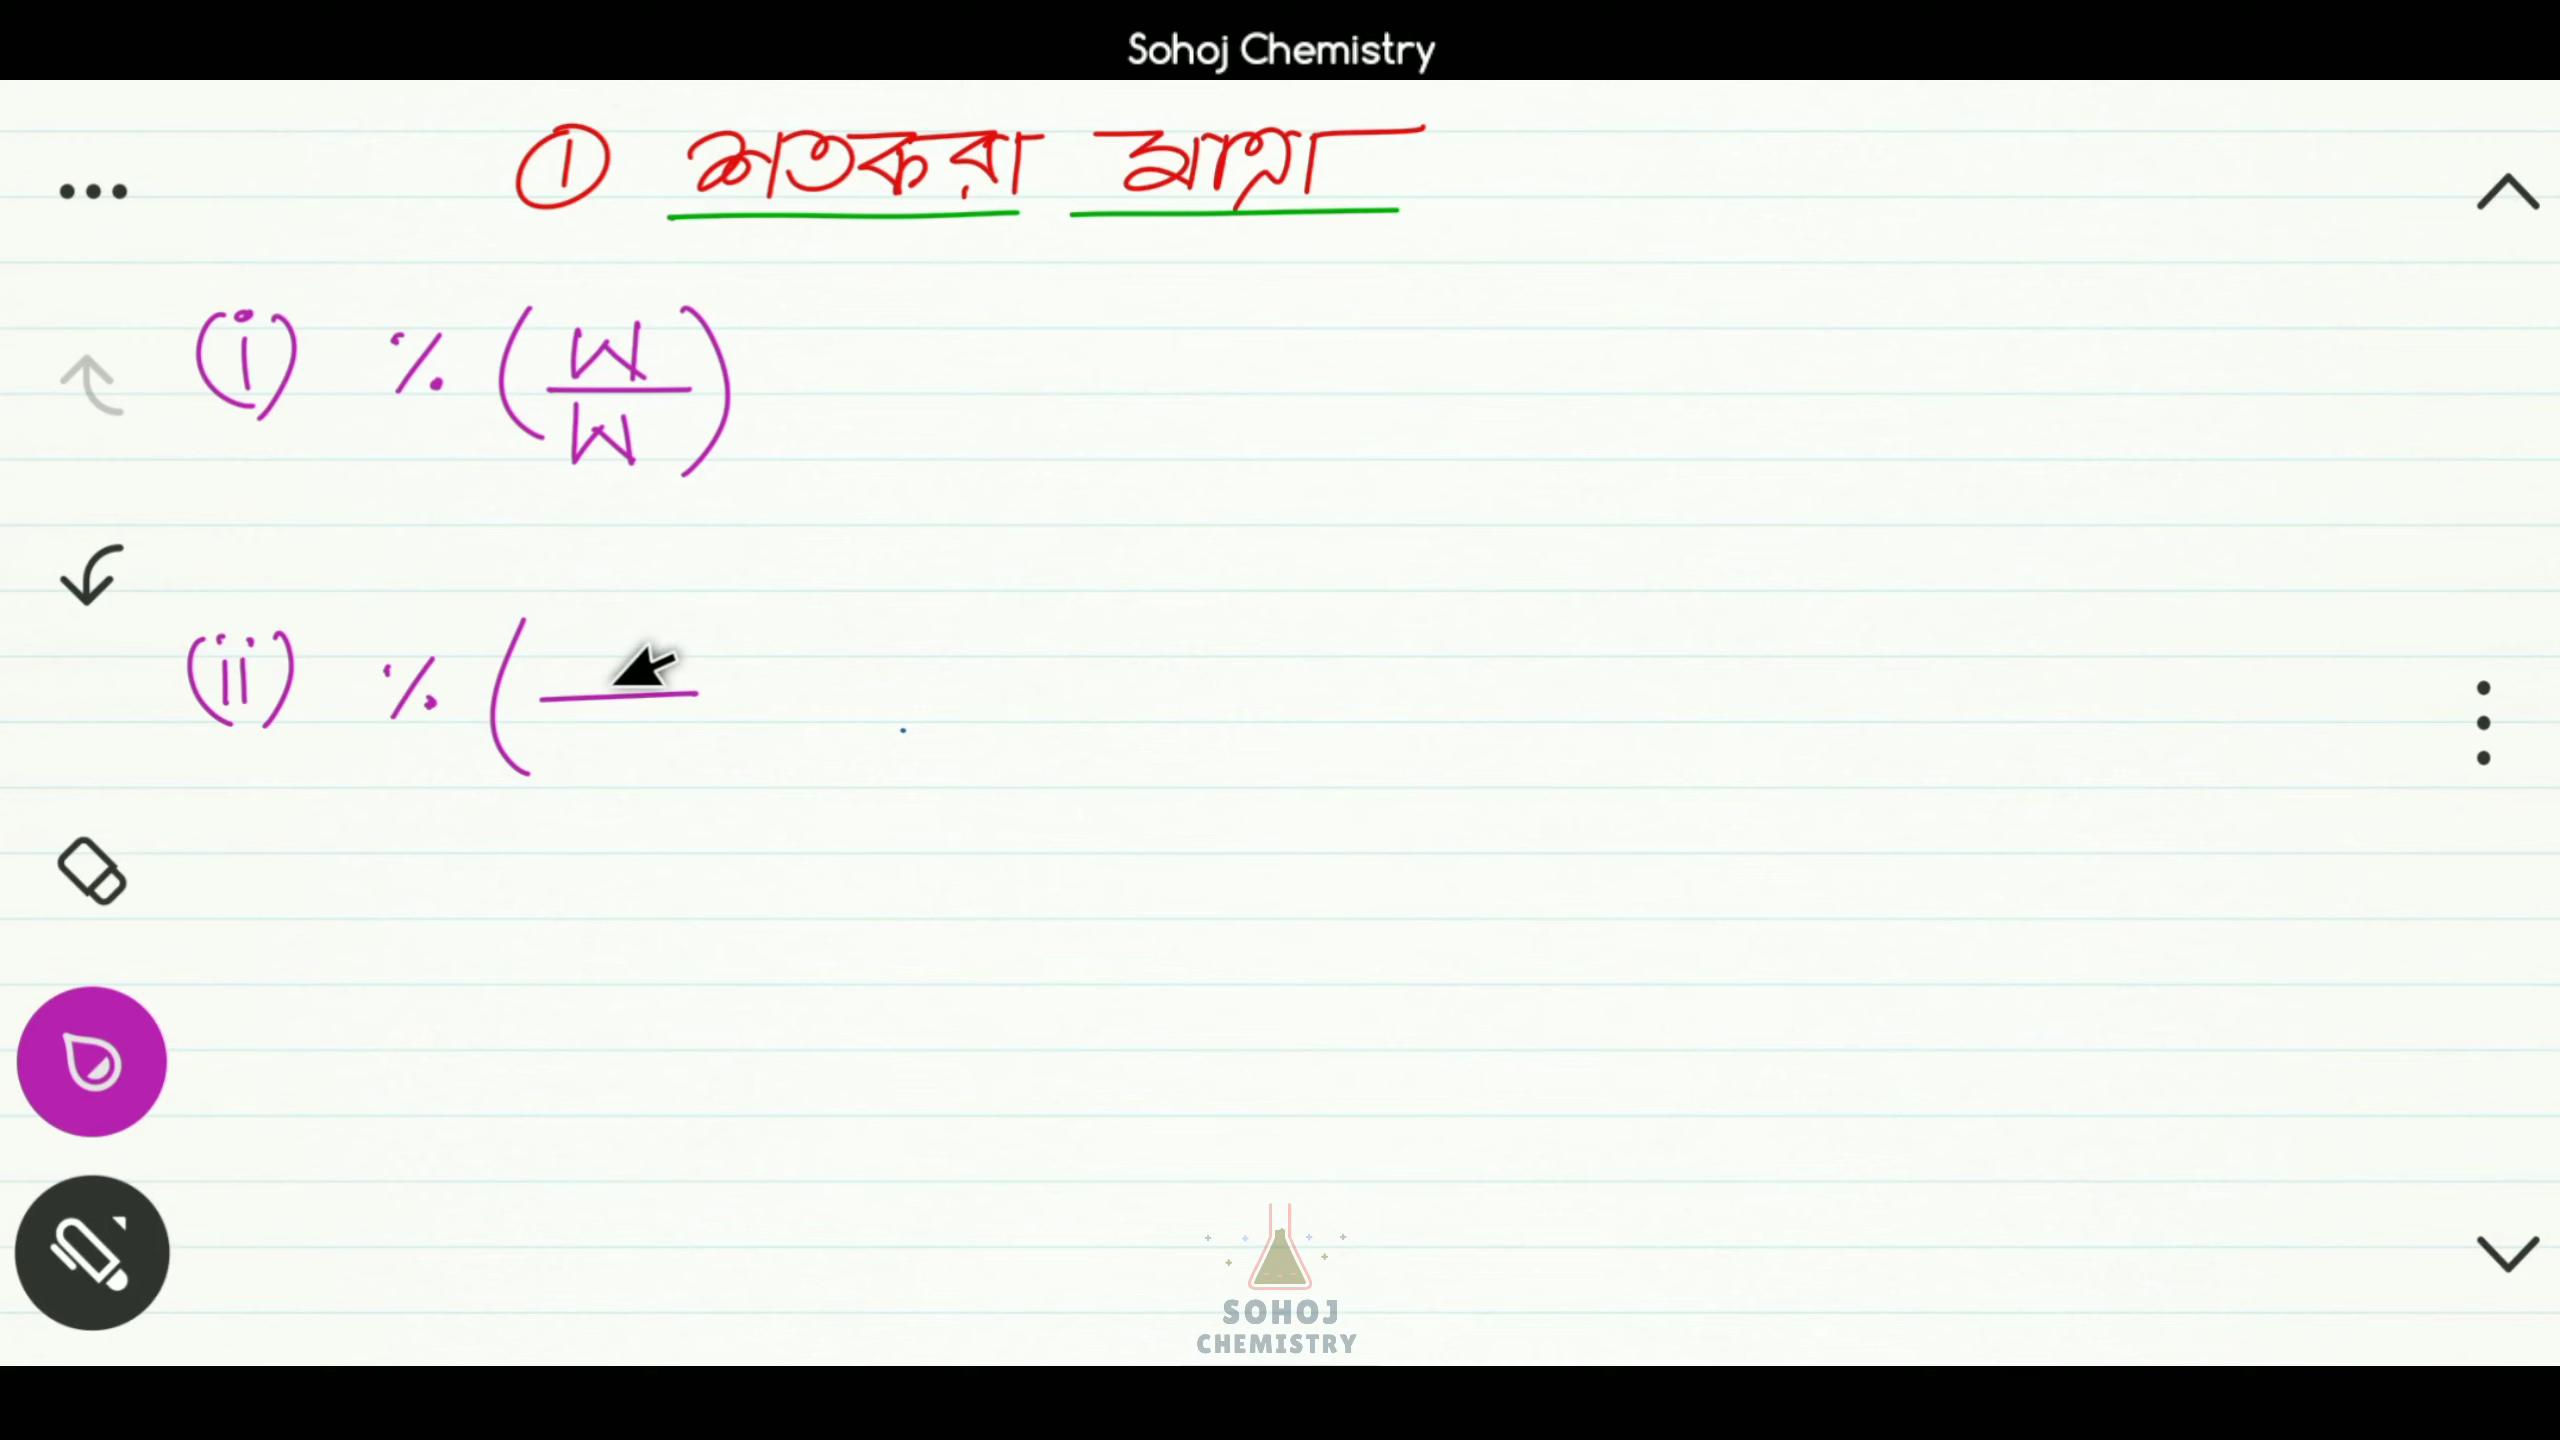 Sohoj Chemistry
① শতকরা মাত্রা
(i) % (W/W)
(ii) % (
SOHOJ
CHEMISTRY